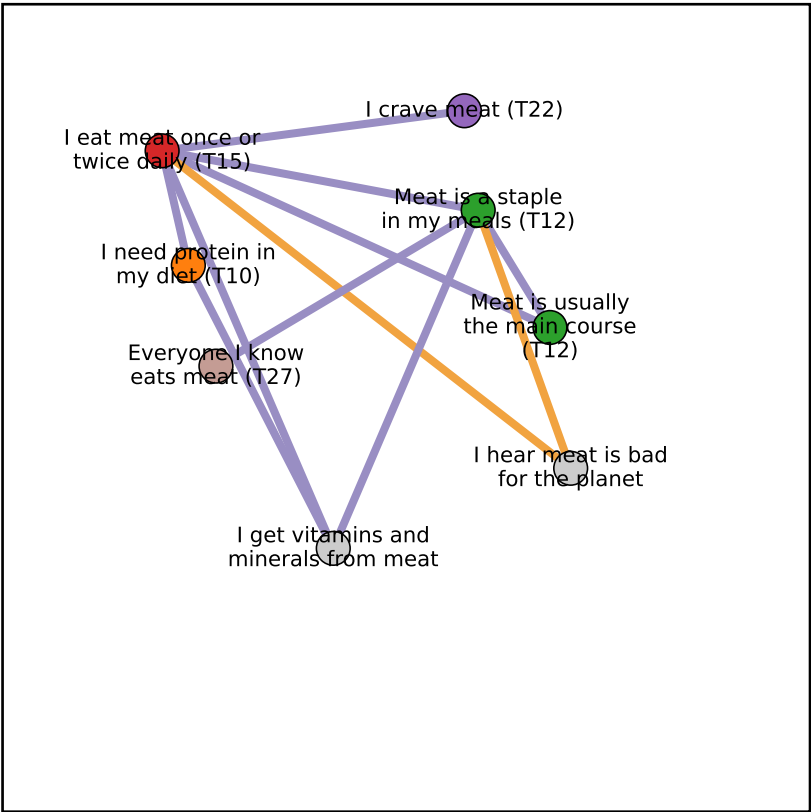 I crave meat (T22)
I eat meat once or
twice daily (T15)
Meat is a staple
in my meals (T12)
I need protein in
my diet (T10)
Meat is usually
the main course
(T12)
Everyone I know
eats meat (T27)
I hear meat is bad
for the planet
I get vitamins and
minerals from meat